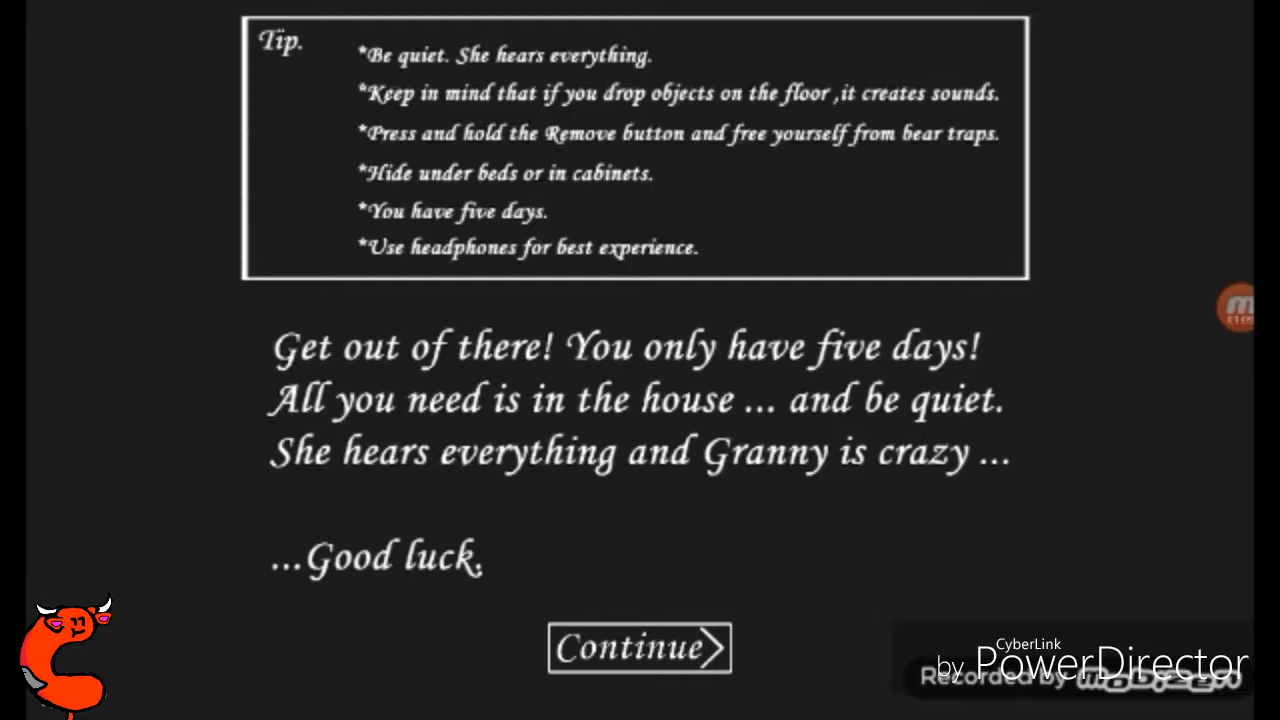 Tip.
*Be quiet. She hears everything.
*Keep in mind that if you drop objects on the floor ,it creates sounds.
*Press and hold the Remove button and free yourself from bear traps.
*Hide under beds or in cabinets.
*You have five days.
*Use headphones for best experience.
Get out of there! You only have five days!
All you need is in the house ... and be quiet.
She hears everything and Granny is crazy ...
...Good luck.
Continue>
CyberLink
by PowerDirector
Recorded by